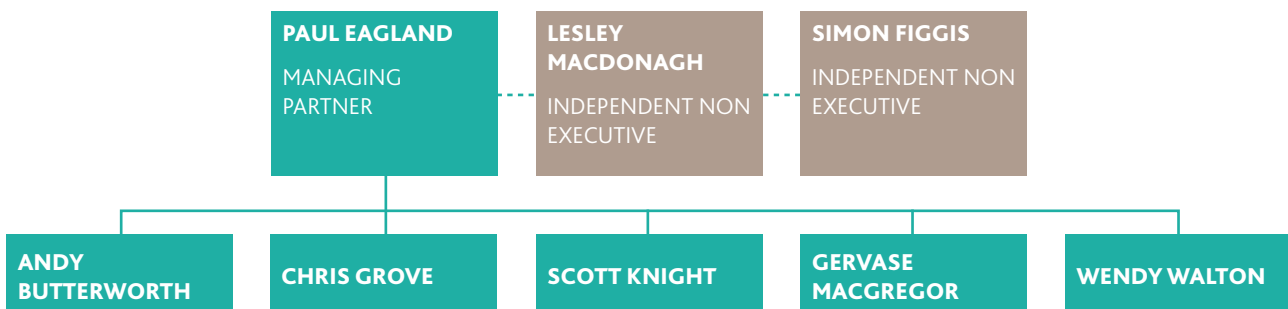 PAUL EAGLAND
MANAGING
PARTNER
LESLEY
MACDONAGH
INDEPENDENT NON
EXECUTIVE
SIMON FIGGIS
INDEPENDENT NON
EXECUTIVE
ANDY
BUTTERWORTH
CHRIS GROVE
SCOTT KNIGHT
GERVASE
MACGREGOR
WENDY WALTON